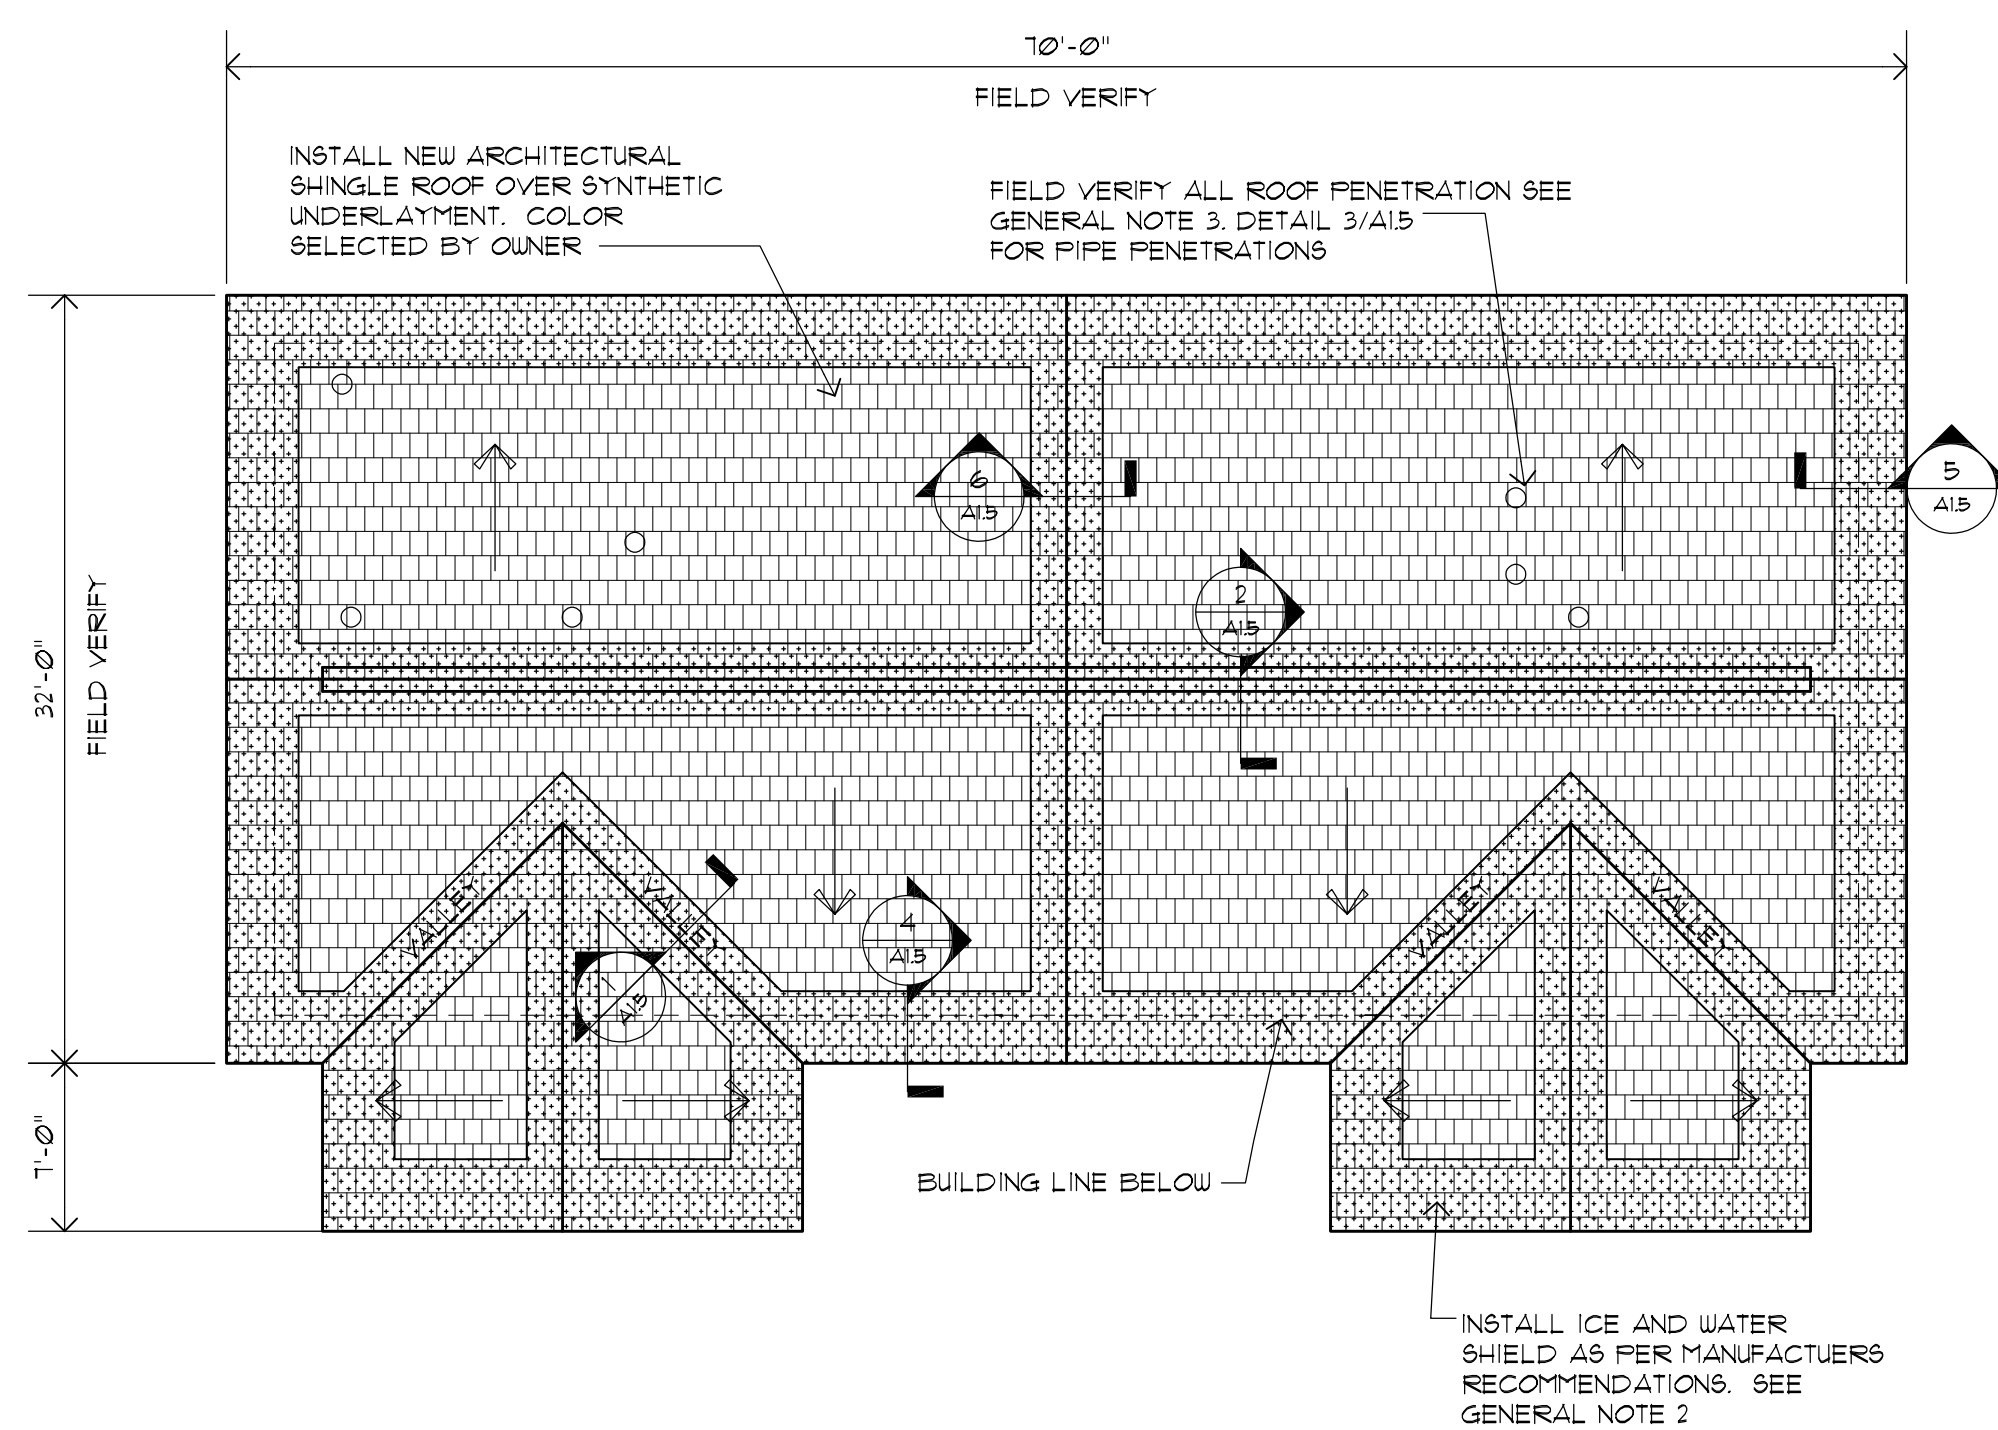 70'-0"
FIELD VERIFY
INSTALL NEW ARCHITECTURAL
SHINGLE ROOF OVER SYNTHETIC
UNDERLAYMENT. COLOR
SELECTED BY OWNER
FIELD VERIFY ALL ROOF PENETRATION SEE
GENERAL NOTE 3. DETAIL 3/A1.5
FOR PIPE PENETRATIONS
6
A1.5
5
A1.5
2
A1.5
32'-0"
FIELD VERIFY
VALLEY
VALLEY
VALLEY
VALLEY
4
A1.5
1
A1.5
7'-0"
BUILDING LINE BELOW
INSTALL ICE AND WATER
SHIELD AS PER MANUFACTUERS
RECOMMENDATIONS. SEE
GENERAL NOTE 2